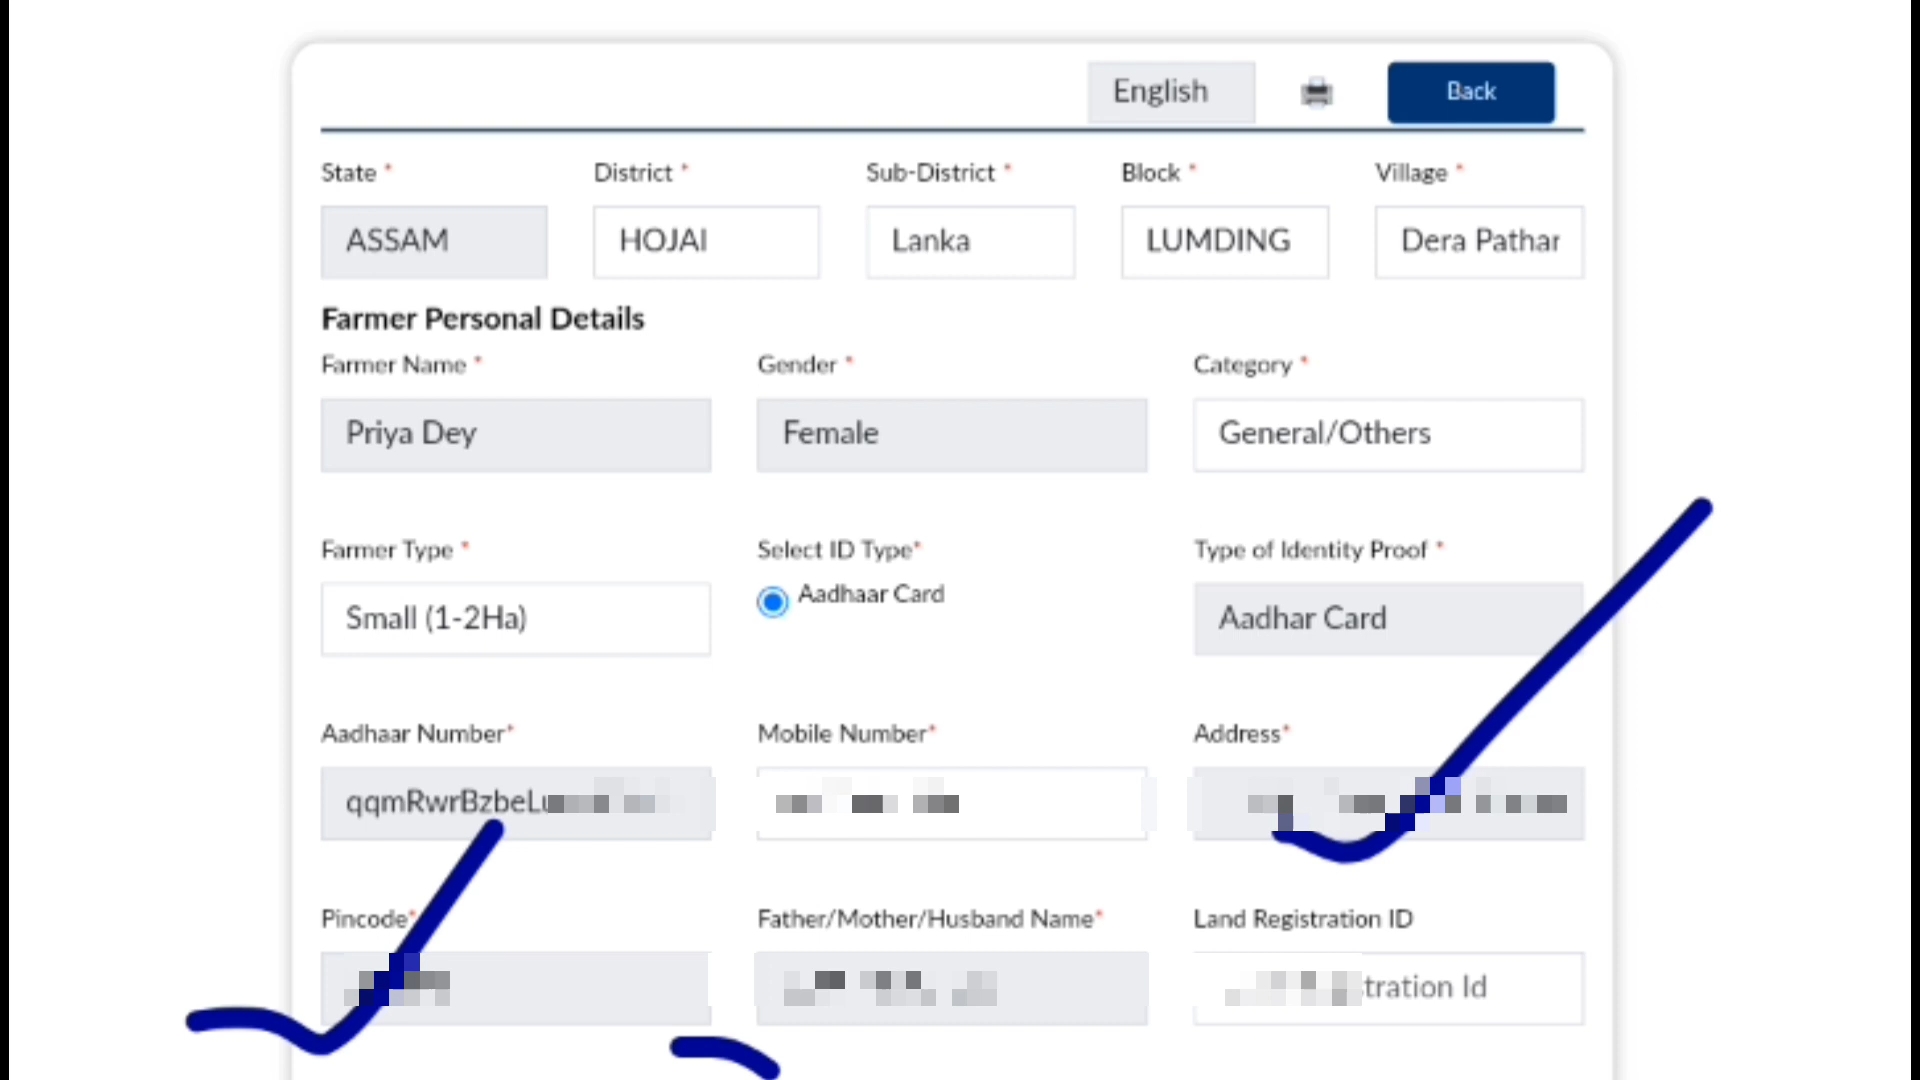 English Back
State * District * Sub-District * Block * Village *
ASSAM HOJAI Lanka LUMDING Dera Pathar
Farmer Personal Details
Farmer Name * Gender * Category *
Priya Dey Female General/Others
Farmer Type * Select ID Type* Type of Identity Proof *
Small (1-2Ha) Aadhaar Card Aadhar Card
Aadhaar Number* Mobile Number* Address*
qqmRwrBzbeL
Pincode* Father/Mother/Husband Name* Land Registration ID
stration Id